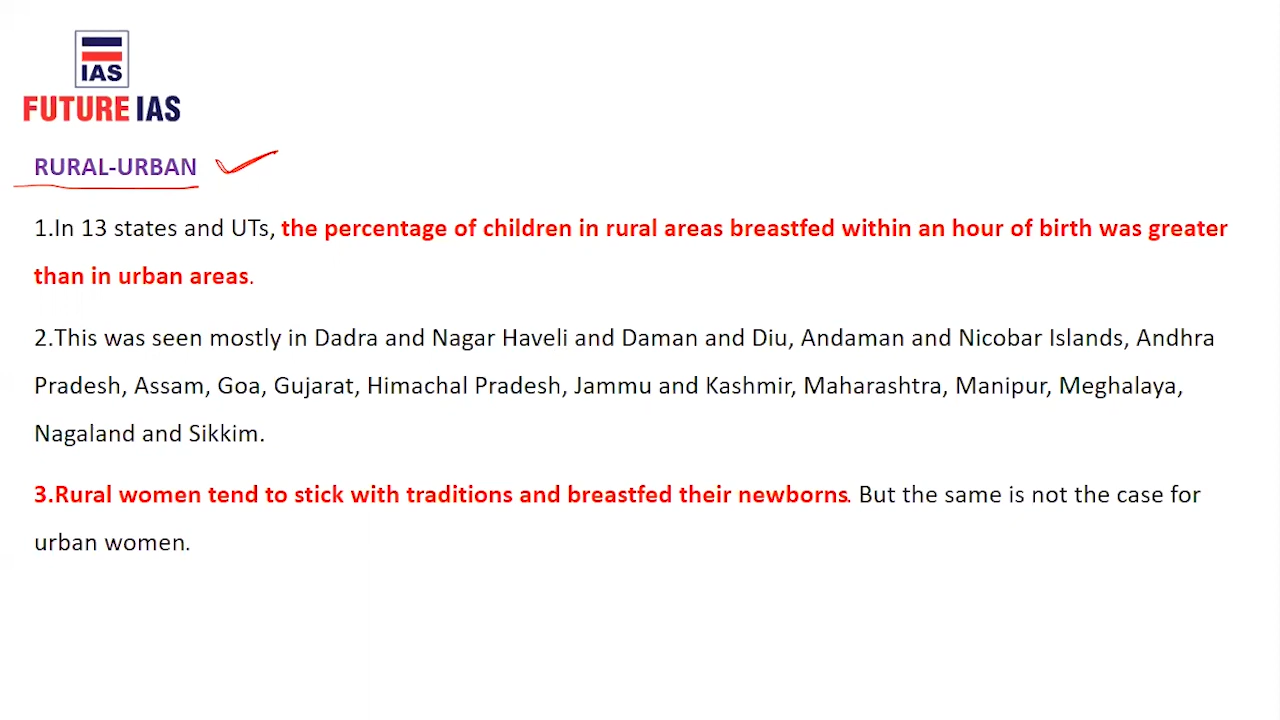 IAS
FUTURE IAS
RURAL-URBAN
1.In 13 states and UTs, the percentage of children in rural areas breastfed within an hour of birth was greater
than in urban areas.
2.This was seen mostly in Dadra and Nagar Haveli and Daman and Diu, Andaman and Nicobar Islands, Andhra
Pradesh, Assam, Goa, Gujarat, Himachal Pradesh, Jammu and Kashmir, Maharashtra, Manipur, Meghalaya,
Nagaland and Sikkim.
3.Rural women tend to stick with traditions and breastfed their newborns. But the same is not the case for
urban women.